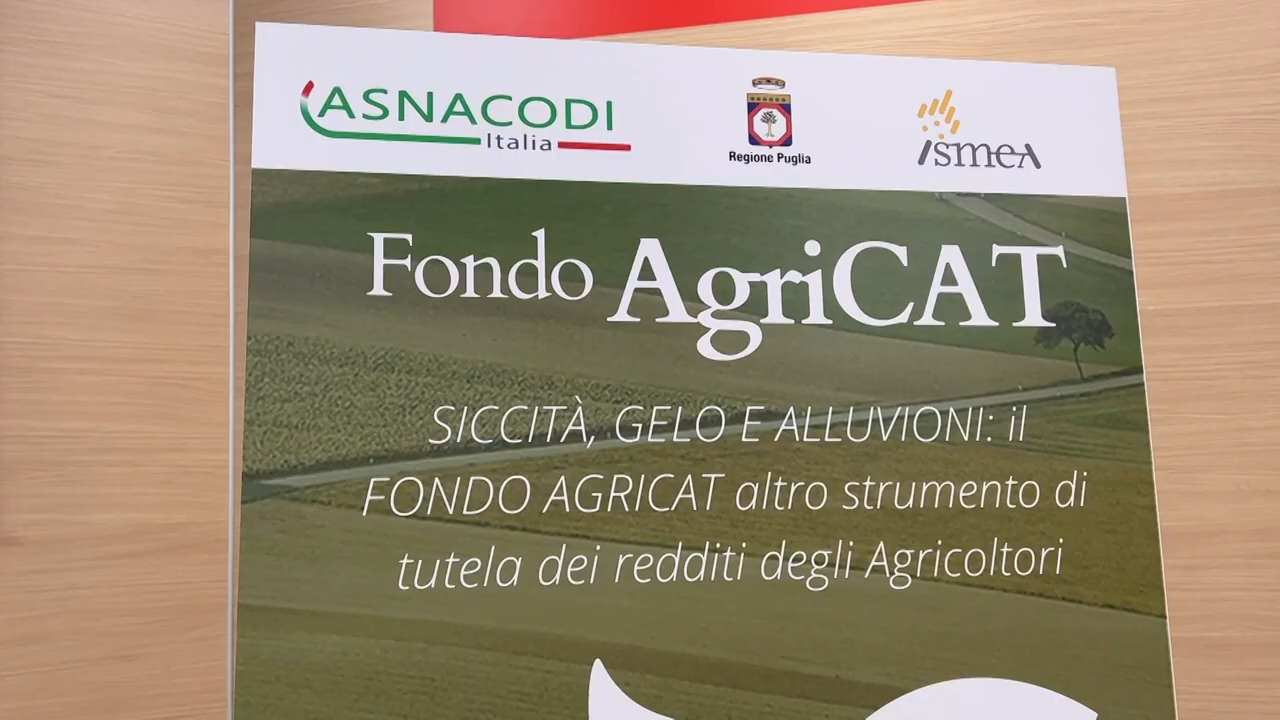 ASNACODI
Italia
Regione Puglia
ismea
Fondo AgriCAT
SICCITÀ, GELO E ALLUVIONI: il
FONDO AGRICAT altro strumento di
tutela dei redditi degli Agricoltori